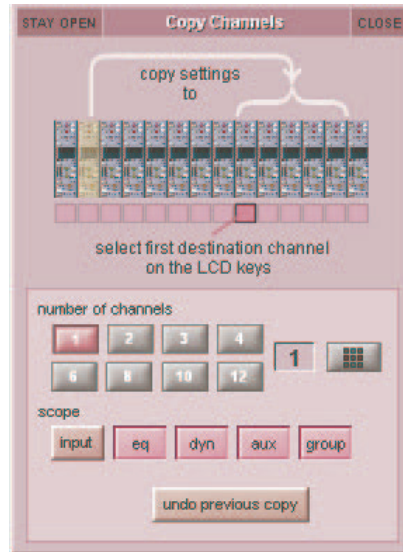 STAY OPEN Copy Channels CLOSE
copy settings
to
select first destination channel
on the LCD keys
number of channels
1 2 3 4
1
6 8 10 12
scope
input eq dyn aux group
undo previous copy